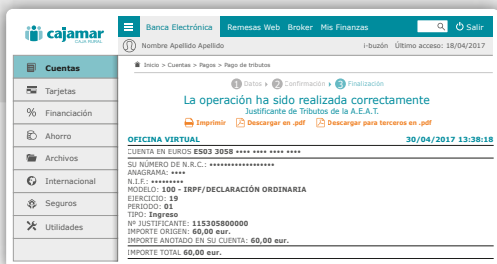 cajamar
CAJA RURAL
Banca Electrónica Remesas Web Broker Mis Finanzas Salir
Nombre Apellido Apellido i-buzón Último acceso: 18/04/2017
Cuentas
Tarjetas
Financiación
Ahorro
Archivos
Internacional
Seguros
Utilidades
Inicio > Cuentas > Pagos > Pago de tributos
1 Datos 2 Confirmación 3 Finalización
La operación ha sido realizada correctamente
Justificante de Tributos de la A.E.A.T.
Imprimir Descargar en .pdf Descargar para terceros en .pdf
OFICINA VIRTUAL 30/04/2017 13:38:18
CUENTA EN EUROS ES03 3058 •••• •••• •••• ••••
SU NÚMERO DE N.R.C.: ••••••••••••••••••
ANAGRAMA: ••••
N.I.F.: •••••••••
MODELO: 100 - IRPF/DECLARACIÓN ORDINARIA
EJERCICIO: 19
PERIODO: 01
TIPO: Ingreso
Nº JUSTIFICANTE: 115305800000
IMPORTE ORIGEN: 60,00 eur.
IMPORTE ANOTADO EN SU CUENTA: 60,00 eur.
IMPORTE TOTAL 60,00 eur.